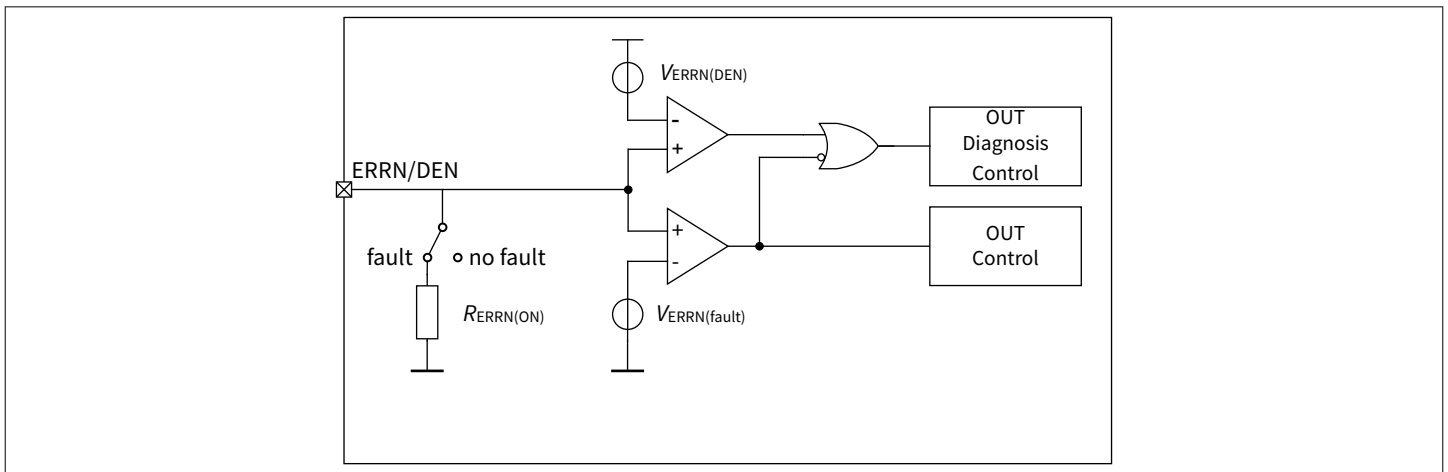 VERRN(DEN)
-
+
OUT
Diagnosis
Control
ERRN/DEN
+
-
OUT
Control
fault
no fault
RERRN(ON)
VERRN(fault)